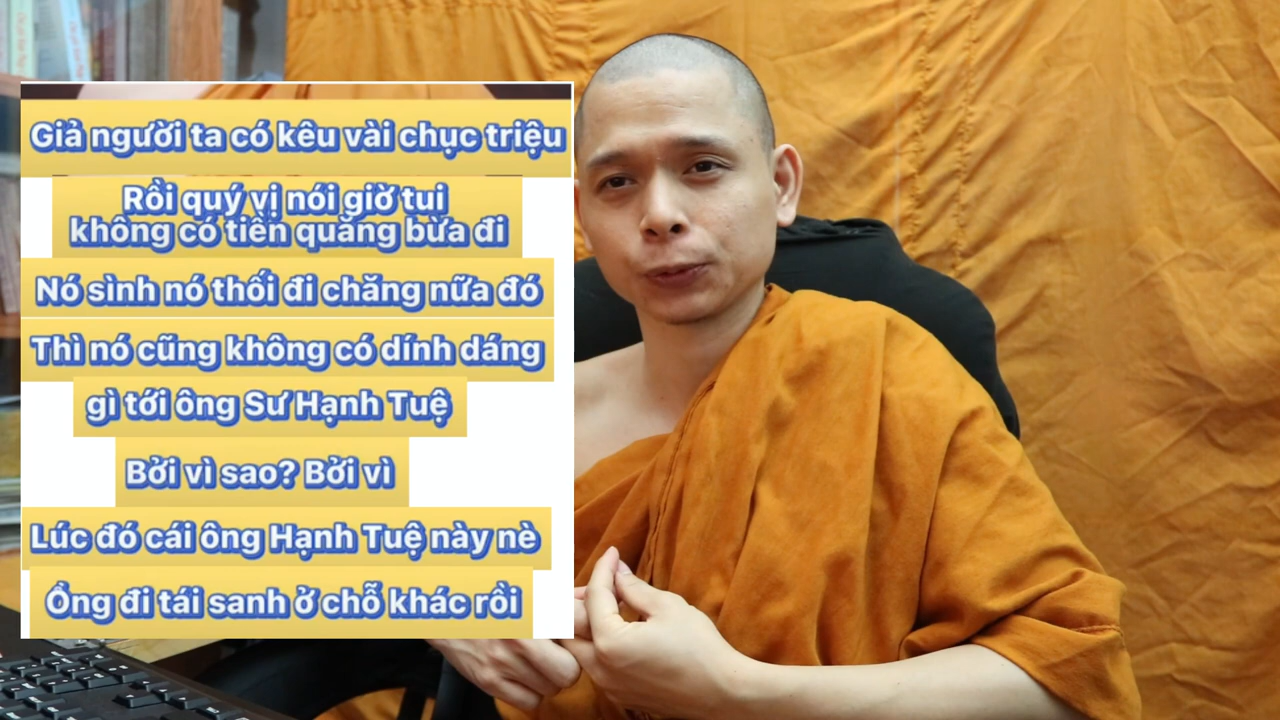 Giả người ta có kêu vài chục triệu
Rồi quý vị nói giờ tui
không có tiền quăng bừa đi
Nó sình nó thối đi chăng nữa đó
Thì nó cũng không có dính dáng
gì tới ông Sư Hạnh Tuệ
Bởi vì sao? Bởi vì
Lúc đó cái ông Hạnh Tuệ này nè
Ổng đi tái sanh ở chỗ khác rồi